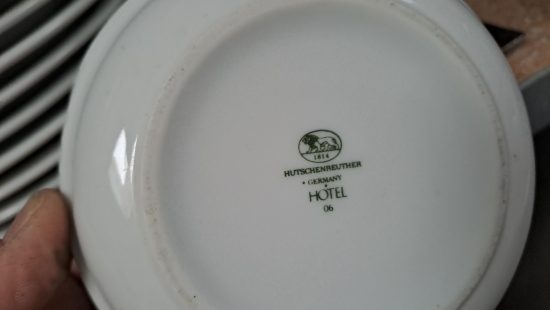 1814
HUTSCHENREUTHER
GERMANY
HOTEL
06